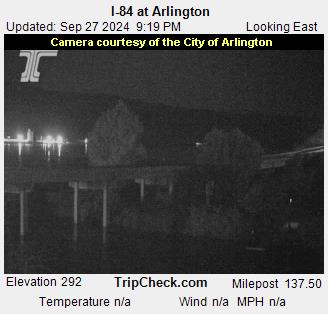 I-84 at Arlington
Updated: Sep 27 2024 9:19 PM Looking East
Camera courtesy of the City of Arlington
Elevation 292 TripCheck.com Milepost 137.50
Temperature n/a Wind n/a MPH n/a